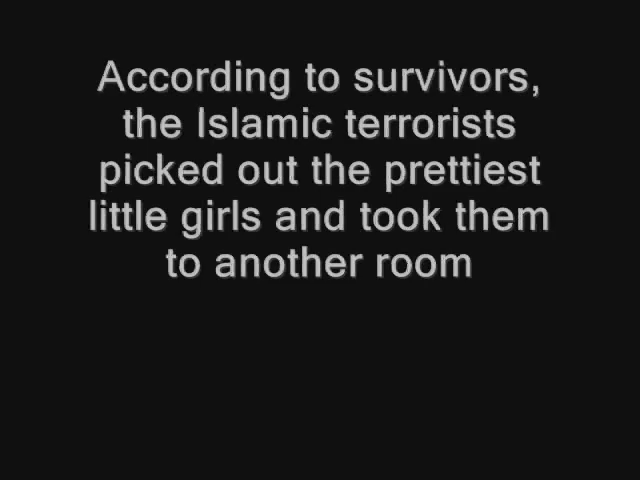 According to survivors,
the Islamic terrorists
picked out the prettiest
little girls and took them
to another room